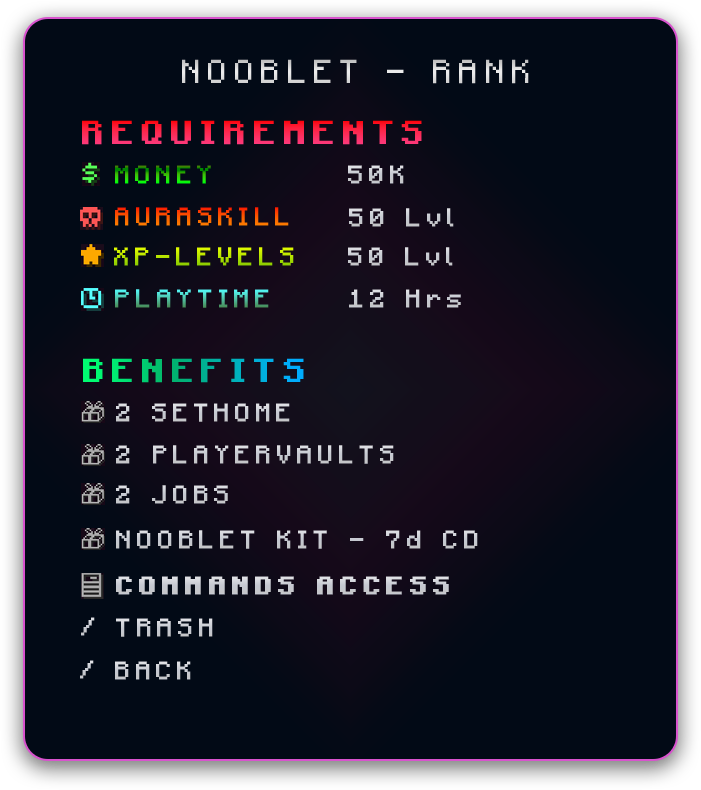 NOOBLET - RANK
REQUIREMENTS
$ MONEY 50K
AURASKILL 50 Lvl
XP-LEVELS 50 Lvl
PLAYTIME 12 Hrs
BENEFITS
2 SETHOME
2 PLAYERVAULTS
2 JOBS
NOOBLET KIT - 7d CD
COMMANDS ACCESS
/ TRASH
/ BACK